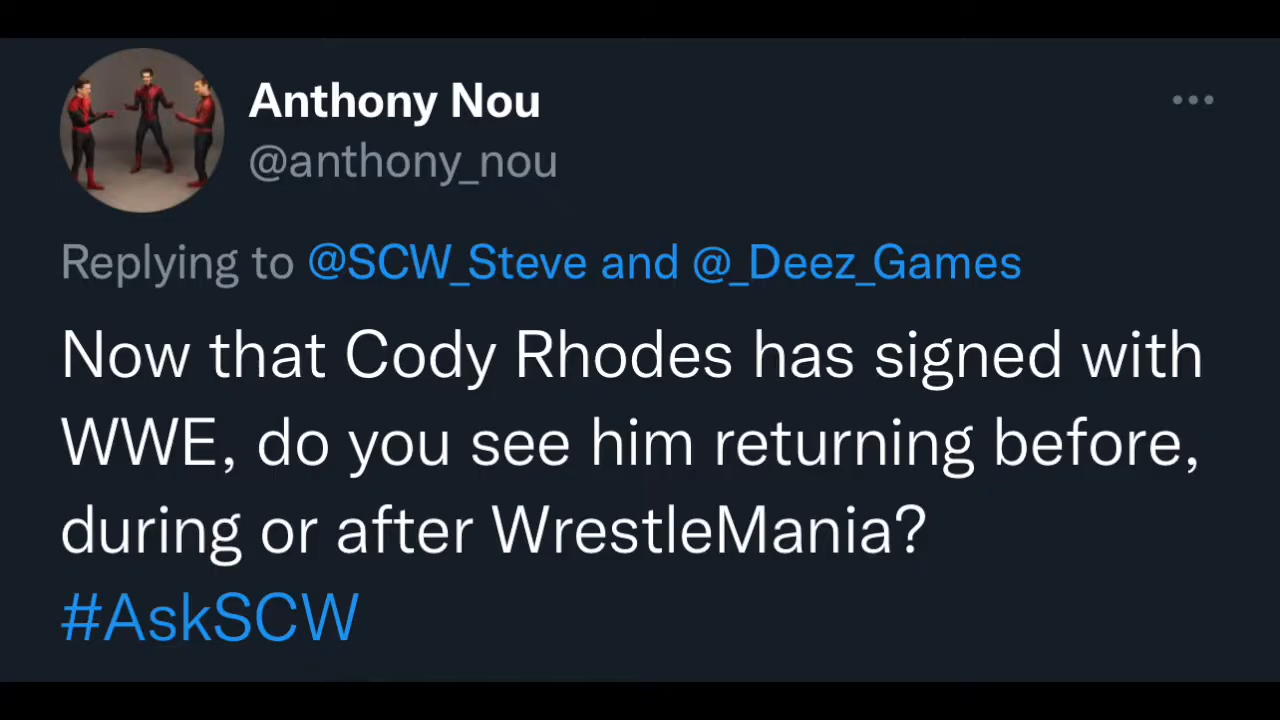 Anthony Nou
@anthony_nou
Replying to @SCW_Steve and @_Deez_Games
Now that Cody Rhodes has signed with
WWE, do you see him returning before,
during or after WrestleMania?
#AskSCW